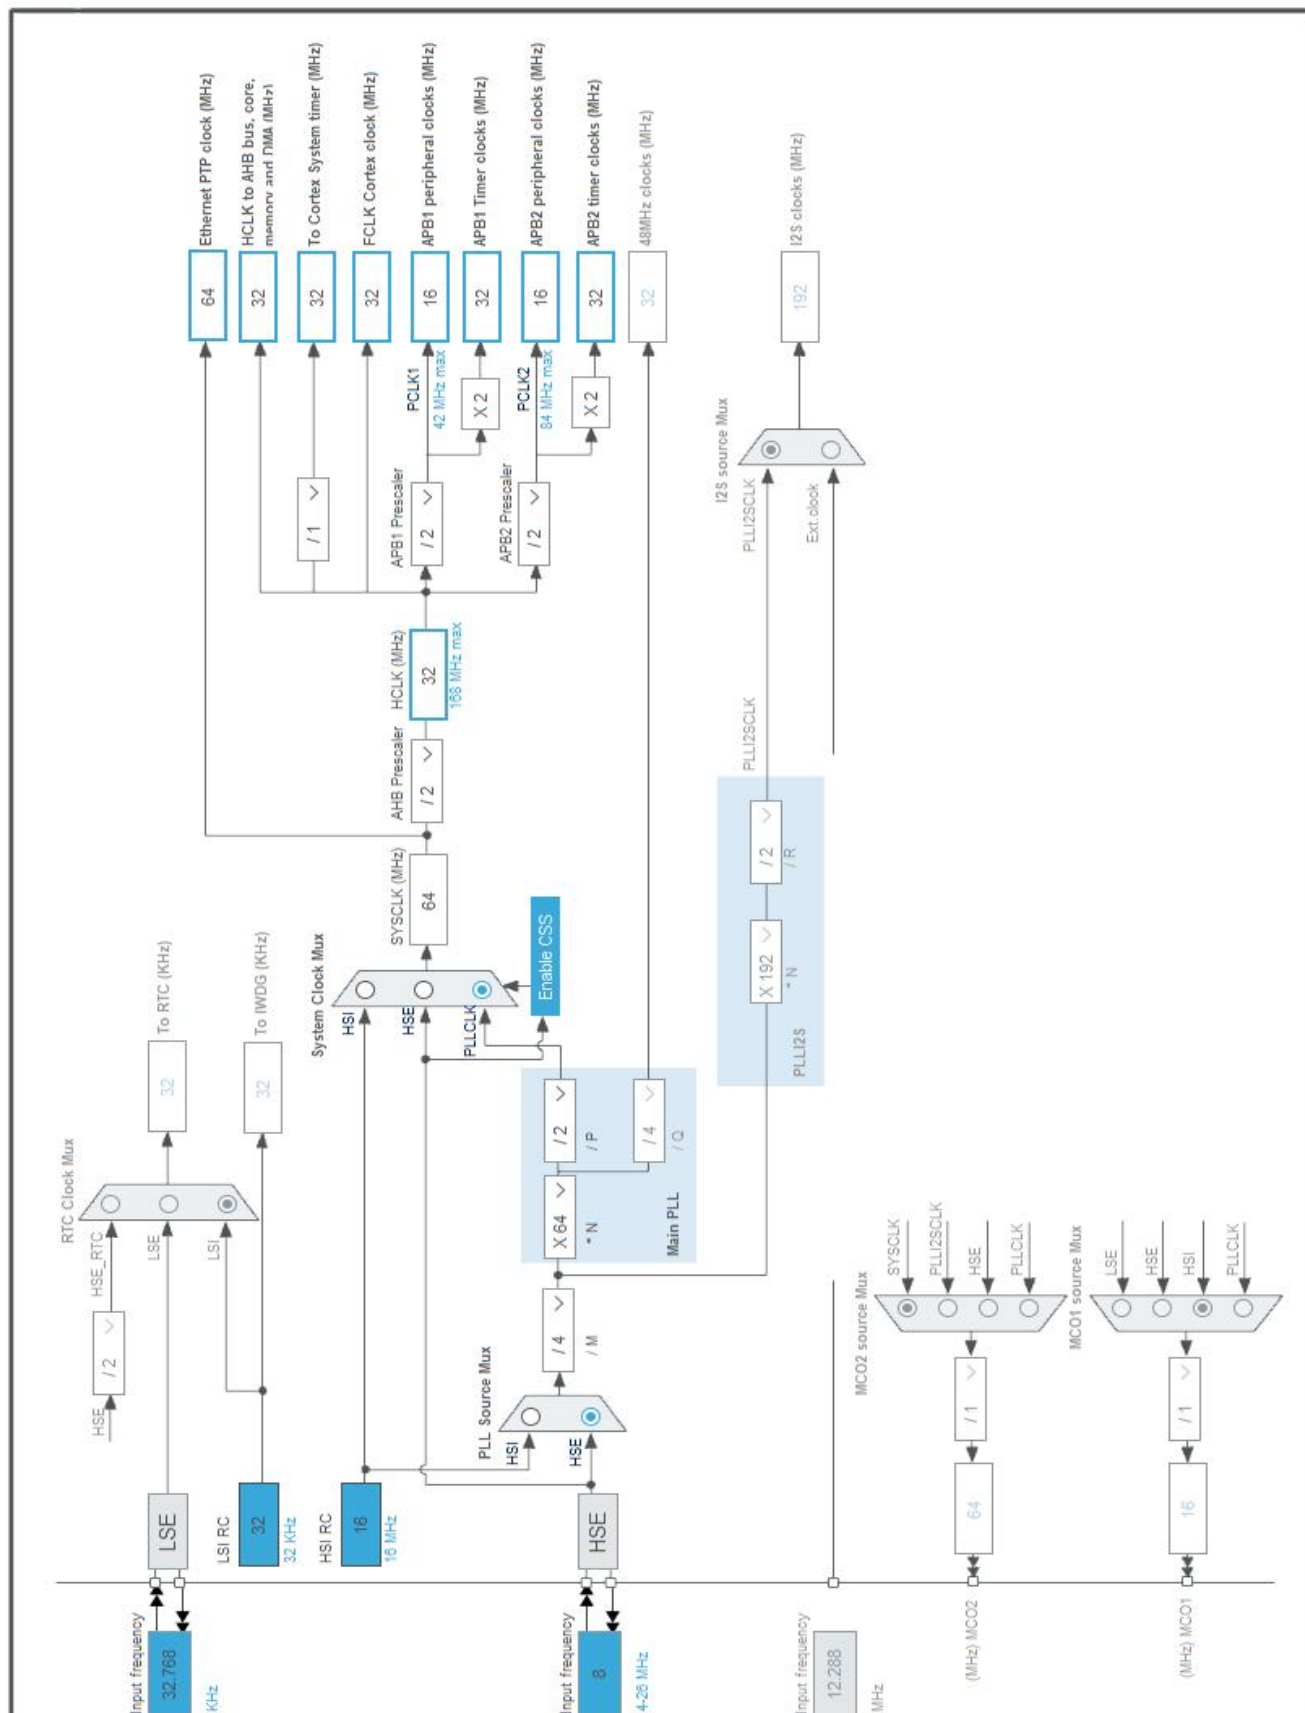 Input frequency
32.768
KHz
LSE
LSI RC
32
32 KHz
HSE
/ 2
HSE_RTC
LSE
LSI
RTC Clock Mux
32
To RTC (KHz)
32
To IWDG (KHz)
HSI RC
16
16 MHz
Input frequency
8
4-26 MHz
HSE
PLL Source Mux
HSI
HSE
/ 4
/ M
X 64
* N
/ 2
/ P
/ 4
/ Q
Main PLL
System Clock Mux
HSI
HSE
PLLCLK
Enable CSS
SYSCLK (MHz)
64
AHB Prescaler
/ 2
HCLK (MHz)
32
168 MHz max
/ 1
APB1 Prescaler
/ 2
PCLK1
42 MHz max
X 2
APB2 Prescaler
/ 2
PCLK2
84 MHz max
X 2
64
Ethernet PTP clock (MHz)
32
HCLK to AHB bus, core,
memory and DMA (MHz)
32
To Cortex System timer (MHz)
32
FCLK Cortex clock (MHz)
16
APB1 peripheral clocks (MHz)
32
APB1 Timer clocks (MHz)
16
APB2 peripheral clocks (MHz)
32
APB2 timer clocks (MHz)
32
48MHz clocks (MHz)
PLLI2S
X 192
* N
/ 2
/ R
PLLI2SCLK
PLLI2SCLK
Ext.clock
I2S source Mux
192
I2S clocks (MHz)
Input frequency
12.288
MHz
MCO2 source Mux
SYSCLK
PLLI2SCLK
HSE
PLLCLK
/ 1
64
(MHz) MCO2
MCO1 source Mux
LSE
HSE
HSI
PLLCLK
/ 1
16
(MHz) MCO1